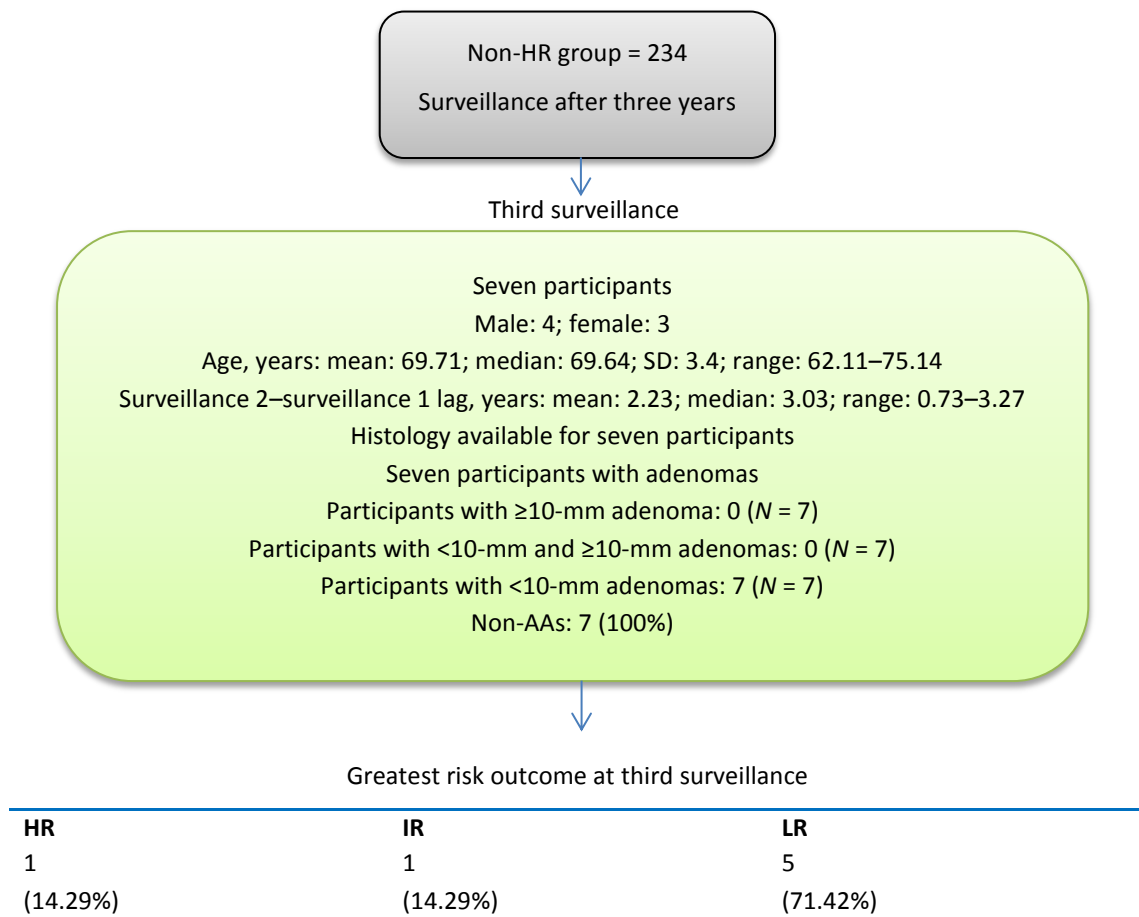 Non-HR group = 234
Surveillance after three years
Third surveillance
Seven participants
Male: 4; female: 3
Age, years: mean: 69.71; median: 69.64; SD: 3.4; range: 62.11–75.14
Surveillance 2–surveillance 1 lag, years: mean: 2.23; median: 3.03; range: 0.73–3.27
Histology available for seven participants
Seven participants with adenomas
Participants with ≥10-mm adenoma: 0 (N = 7)
Participants with <10-mm and ≥10-mm adenomas: 0 (N = 7)
Participants with <10-mm adenomas: 7 (N = 7)
Non-AAs: 7 (100%)
Greatest risk outcome at third surveillance
HR IR LR
1 1 5
(14.29%) (14.29%) (71.42%)